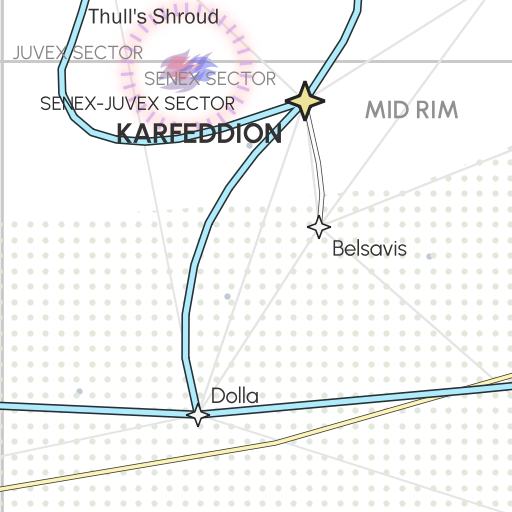 Thull's Shroud
JUVEX SECTOR
SENEX SECTOR
SENEX-JUVEX SECTOR
MID RIM
KARFEDDION
Belsavis
Dolla